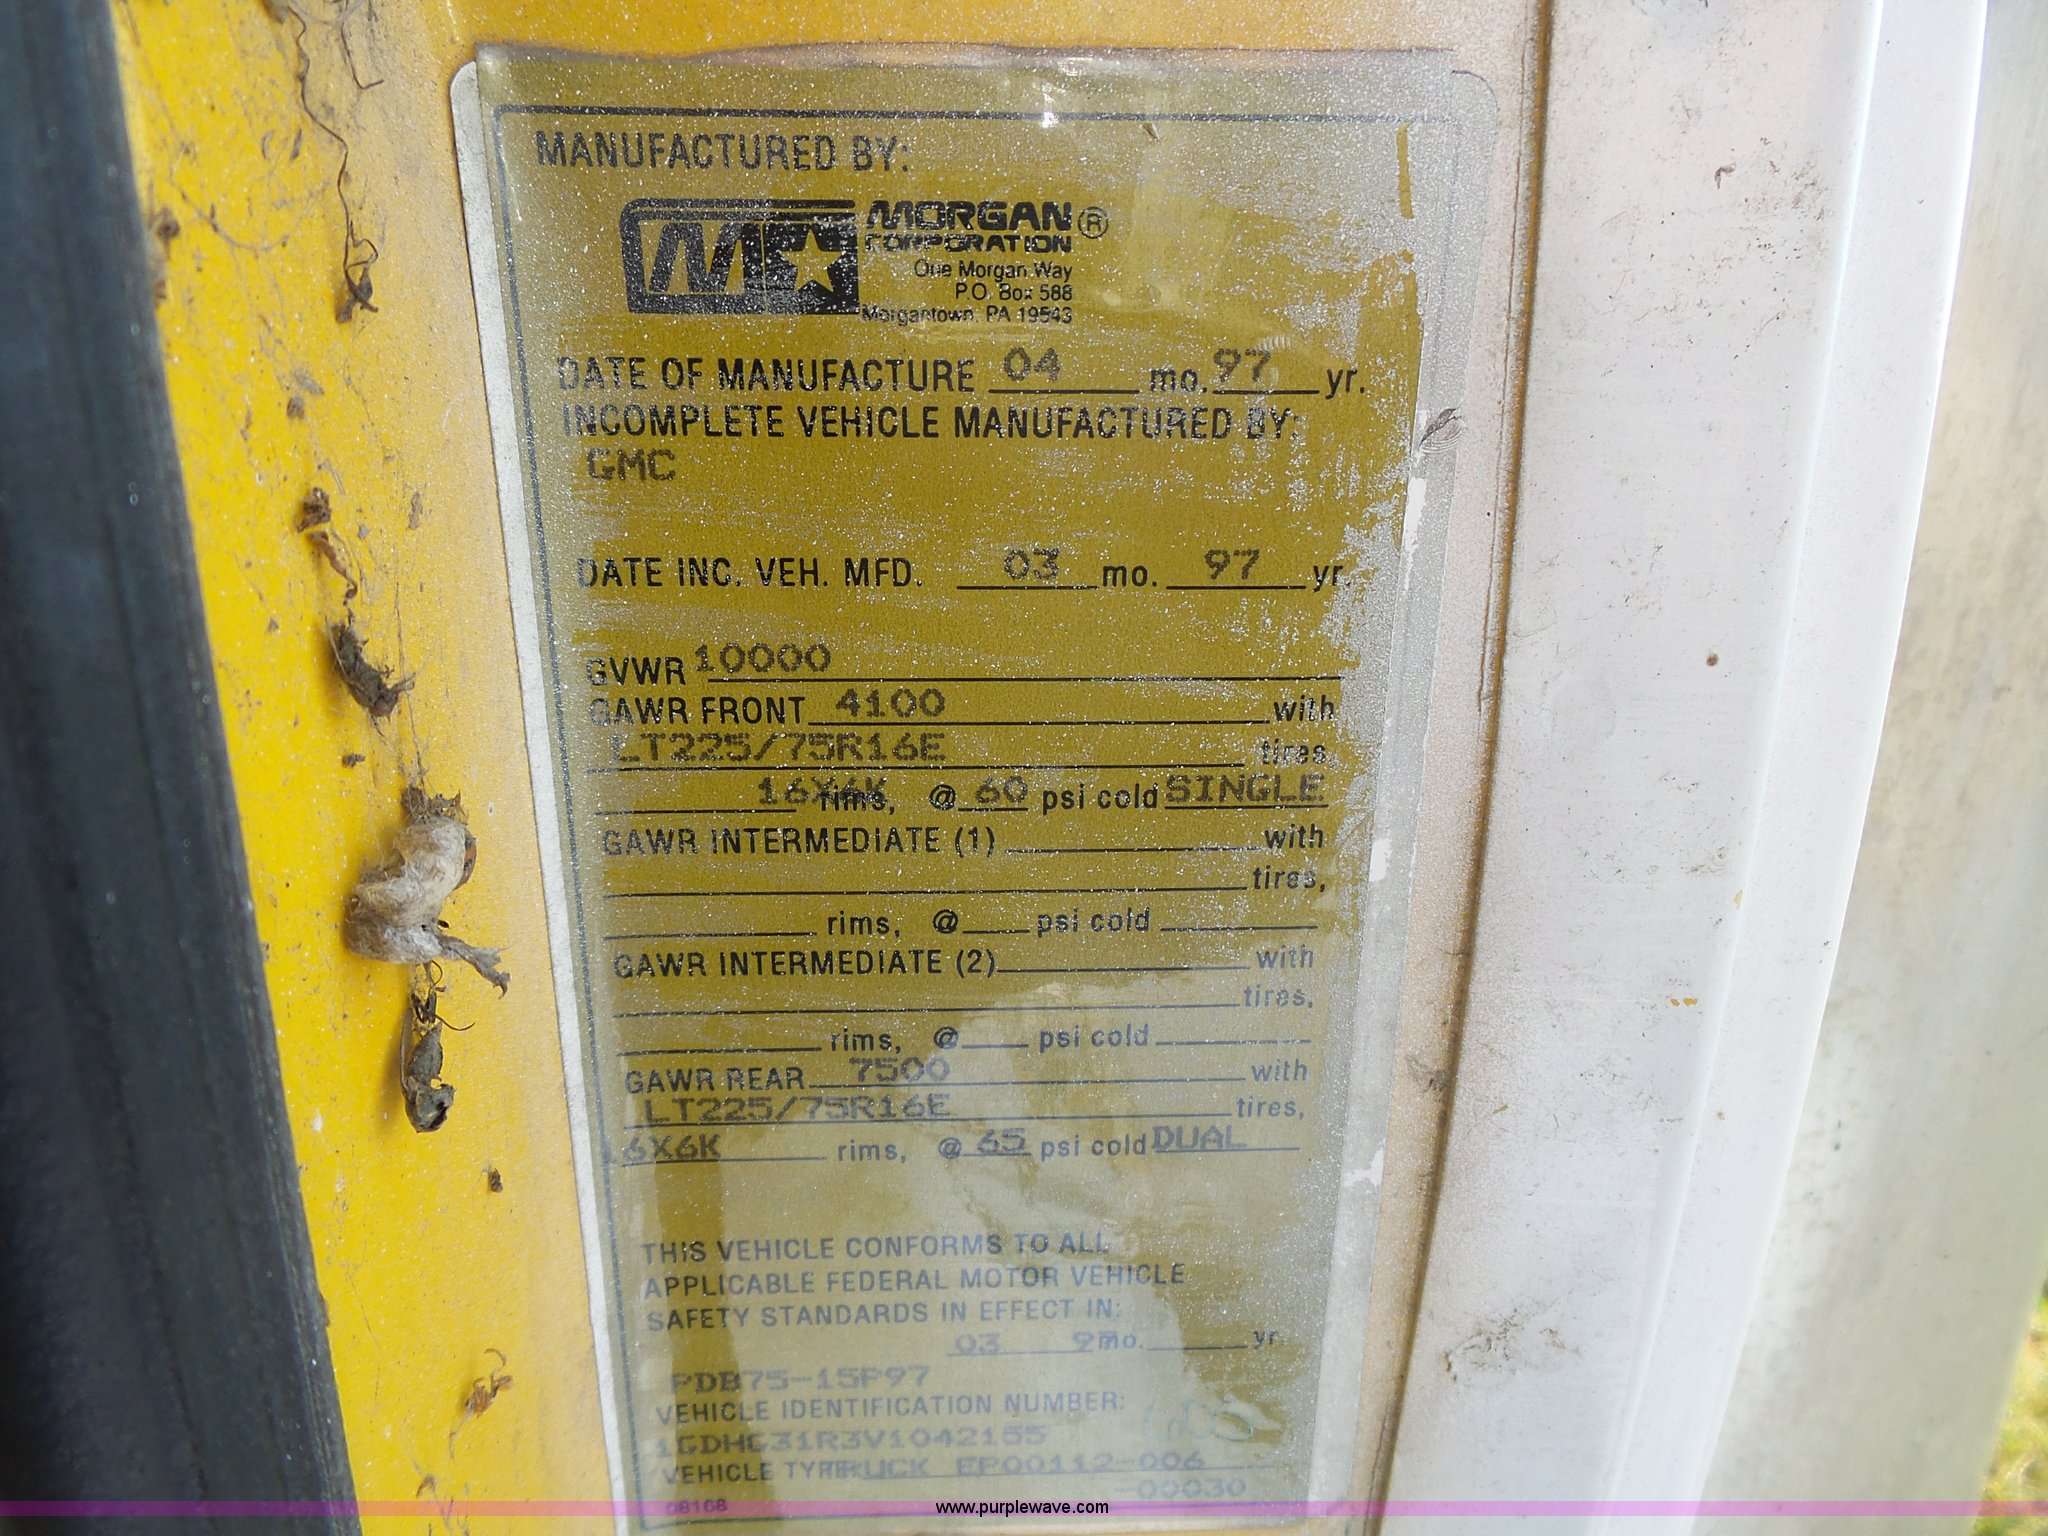 MANUFACTURED BY:
MORGAN®
CORPORATION
One Morgan Way
P.O. Box 588
Morgantown, PA 19543
DATE OF MANUFACTURE 04 mo. 97 yr.
INCOMPLETE VEHICLE MANUFACTURED BY:
GMC
DATE INC. VEH. MFD. 03 mo. 97 yr.
GVWR 10000
GAWR FRONT 4100 with
LT225/75R16E tires,
16X6K rims, @ 60 psi cold SINGLE
GAWR INTERMEDIATE (1) with
tires,
rims, @ psi cold
GAWR INTERMEDIATE (2) with
tires,
rims, @ psi cold
GAWR REAR 7500 with
LT225/75R16E tires,
6X6K rims, @ 65 psi cold DUAL
THIS VEHICLE CONFORMS TO ALL
APPLICABLE FEDERAL MOTOR VEHICLE
SAFETY STANDARDS IN EFFECT IN:
03 97 mo. yr
PDB75-15P97
VEHICLE IDENTIFICATION NUMBER:
1GDHG31R3V1042155
VEHICLE TYPE TRUCK EP00112-006
00030
08168
www.purplewave.com